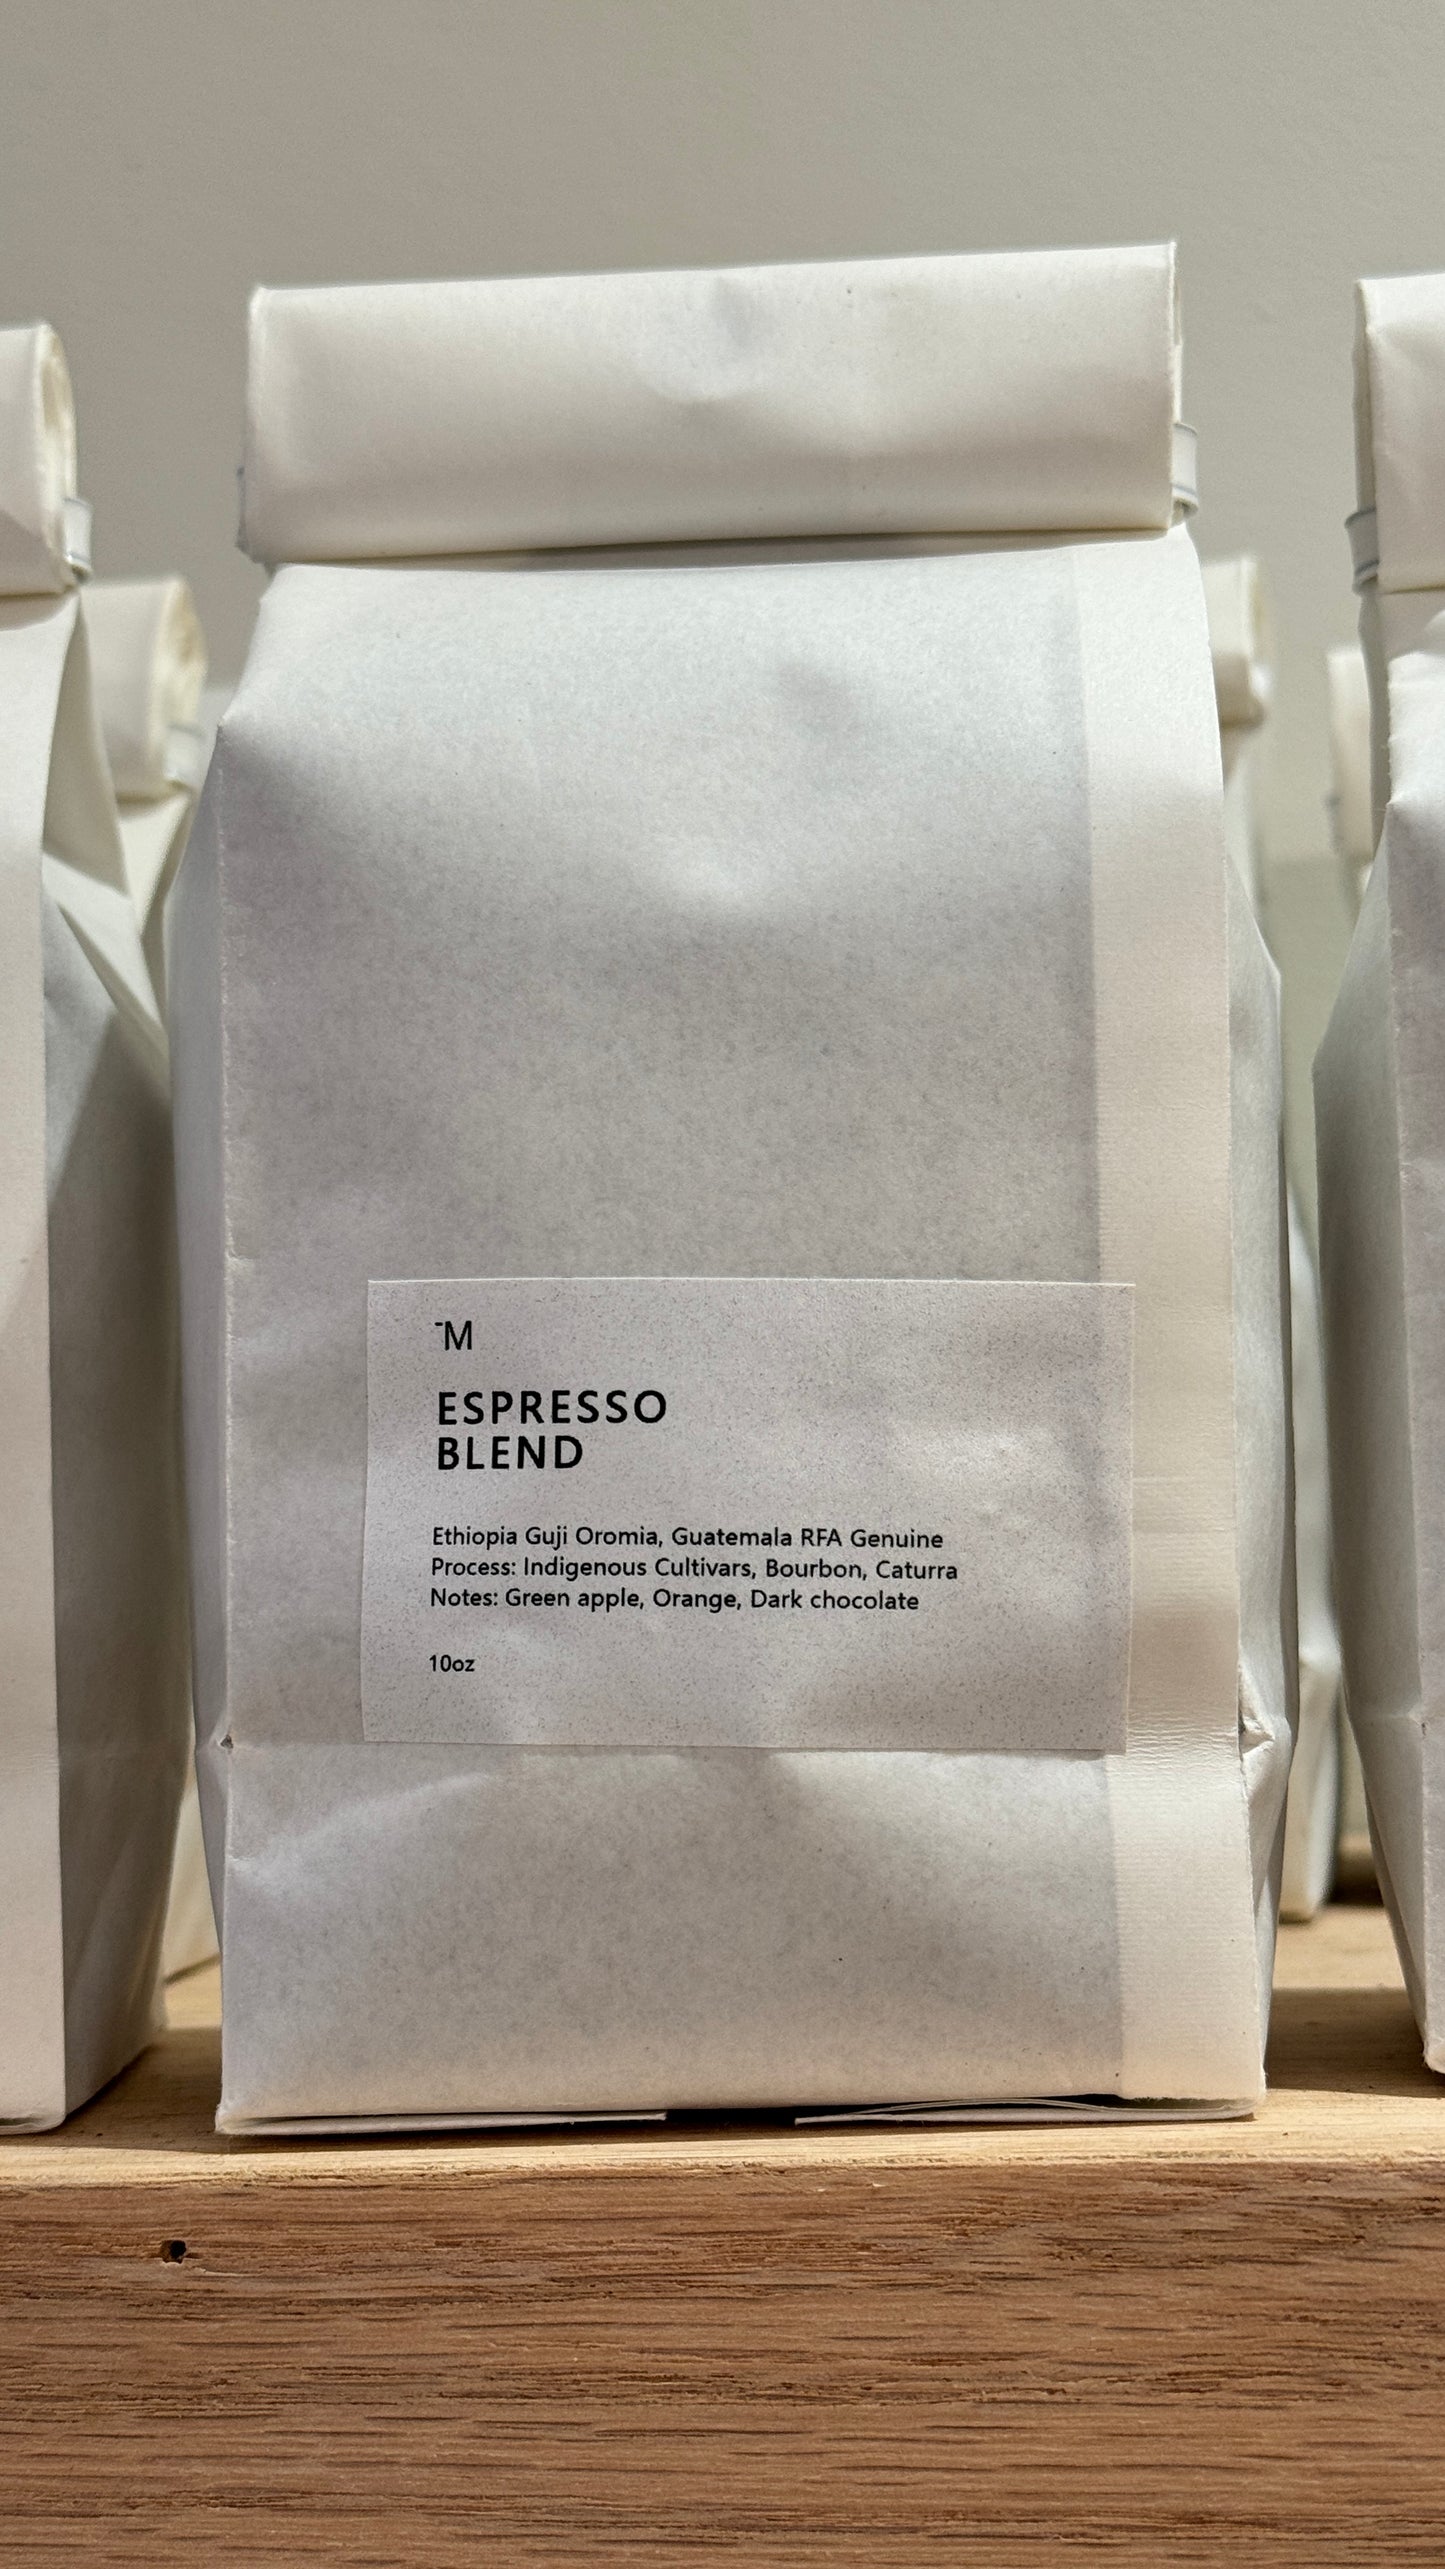 ¯M
ESPRESSO
BLEND
Ethiopia Guji Oromia, Guatemala RFA Genuine
Process: Indigenous Cultivars, Bourbon, Caturra
Notes: Green apple, Orange, Dark chocolate
10oz